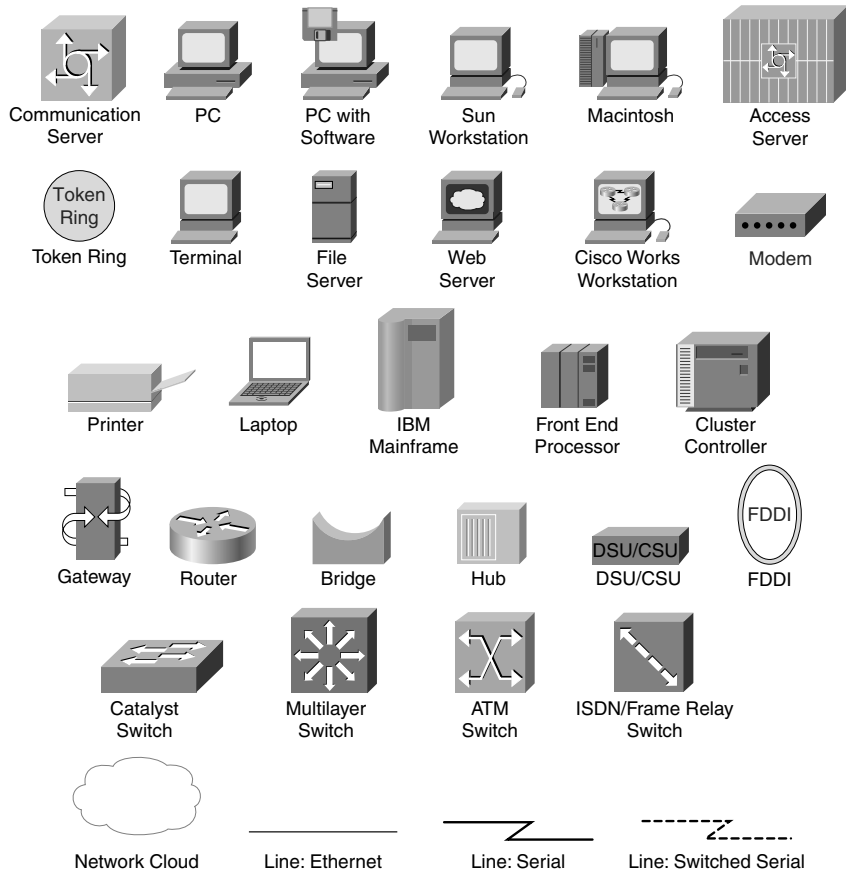 Communication
Server
PC
PC with
Software
Sun
Workstation
Macintosh
Access
Server
Token
Ring
Token Ring
Terminal
File
Server
Web
Server
Cisco Works
Workstation
Modem
Printer
Laptop
IBM
Mainframe
Front End
Processor
Cluster
Controller
Gateway
Router
Bridge
Hub
DSU/CSU
DSU/CSU
FDDI
FDDI
Catalyst
Switch
Multilayer
Switch
ATM
Switch
ISDN/Frame Relay
Switch
Network Cloud
Line: Ethernet
Line: Serial
Line: Switched Serial